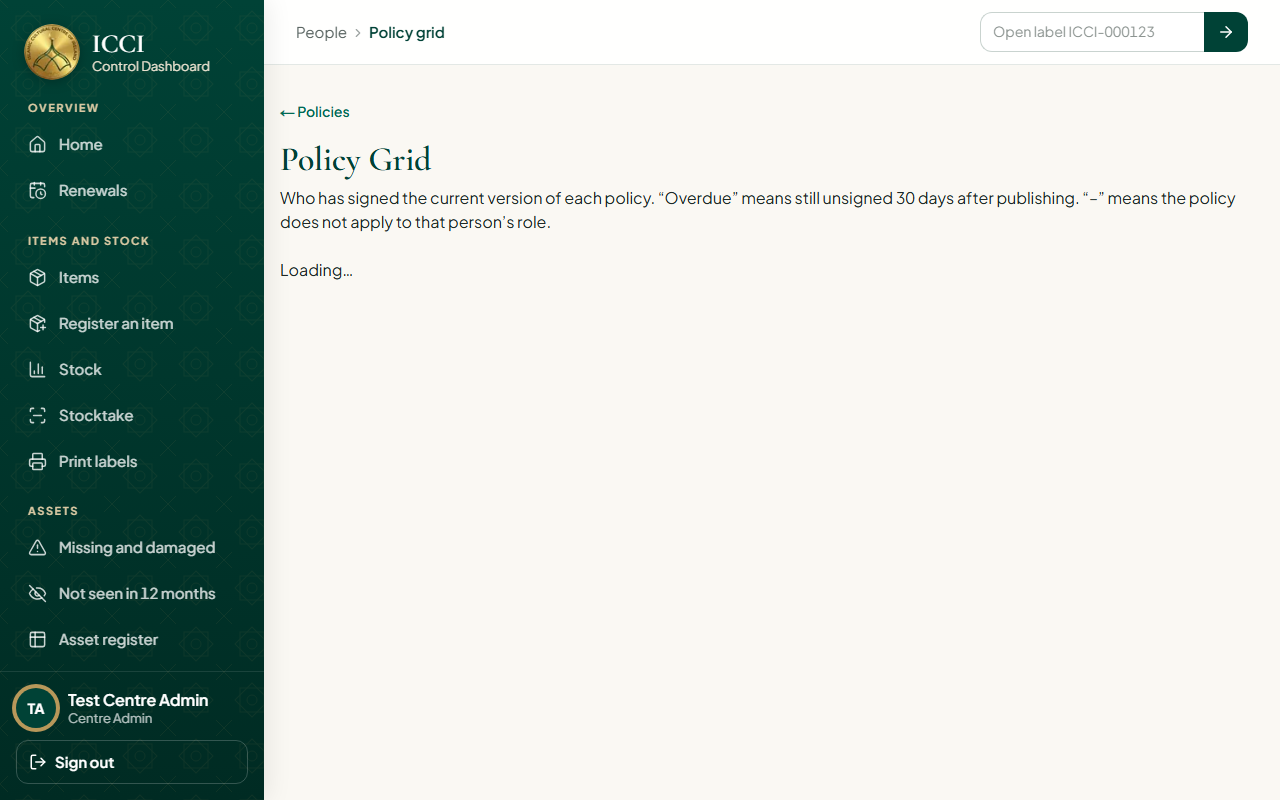 ICCI
Control Dashboard
OVERVIEW
Home
Renewals
ITEMS AND STOCK
Items
Register an item
Stock
Stocktake
Print labels
ASSETS
Missing and damaged
Not seen in 12 months
Asset register
TA
Test Centre Admin
Centre Admin
Sign out
People › Policy grid
Open label ICCI-000123
← Policies
Policy Grid
Who has signed the current version of each policy. “Overdue” means still unsigned 30 days after publishing. “–” means the policy
does not apply to that person’s role.
Loading…